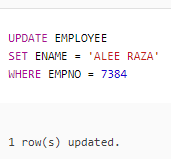 UPDATE EMPLOYEE
SET ENAME = 'ALEE RAZA'
WHERE EMPNO = 7384
1 row(s) updated.